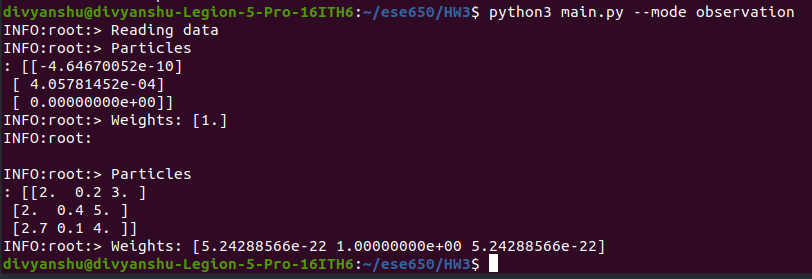 divyanshu@divyanshu-Legion-5-Pro-16ITH6:~/ese650/HW3$ python3 main.py --mode observation
INFO:root:> Reading data
INFO:root:> Particles
: [[-4.64670052e-10]
 [ 4.05781452e-04]
 [ 0.00000000e+00]]
INFO:root:> Weights: [1.]
INFO:root:
INFO:root:> Particles
: [[2.  0.2 3. ]
 [2.  0.4 5. ]
 [2.7 0.1 4. ]]
INFO:root:> Weights: [5.24288566e-22 1.00000000e+00 5.24288566e-22]
divyanshu@divyanshu-Legion-5-Pro-16ITH6:~/ese650/HW3$